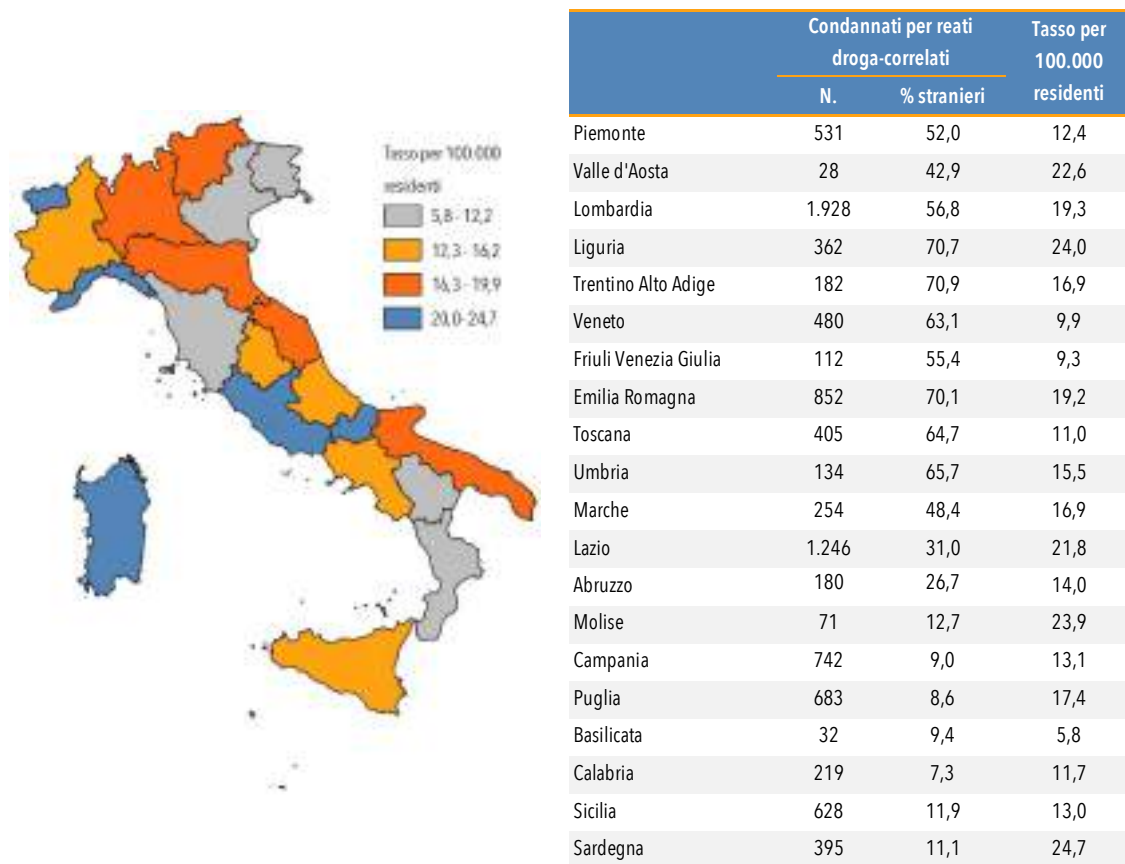 Tasso per 100.000
residenti
5,8 - 12,2
12,3 - 16,2
16,3 - 19,9
20,0 - 24,7
Condannati per reati
droga-correlati
Tasso per
100.000
residenti
N. % stranieri
Piemonte 531 52,0 12,4
Valle d'Aosta 28 42,9 22,6
Lombardia 1.928 56,8 19,3
Liguria 362 70,7 24,0
Trentino Alto Adige 182 70,9 16,9
Veneto 480 63,1 9,9
Friuli Venezia Giulia 112 55,4 9,3
Emilia Romagna 852 70,1 19,2
Toscana 405 64,7 11,0
Umbria 134 65,7 15,5
Marche 254 48,4 16,9
Lazio 1.246 31,0 21,8
Abruzzo 180 26,7 14,0
Molise 71 12,7 23,9
Campania 742 9,0 13,1
Puglia 683 8,6 17,4
Basilicata 32 9,4 5,8
Calabria 219 7,3 11,7
Sicilia 628 11,9 13,0
Sardegna 395 11,1 24,7